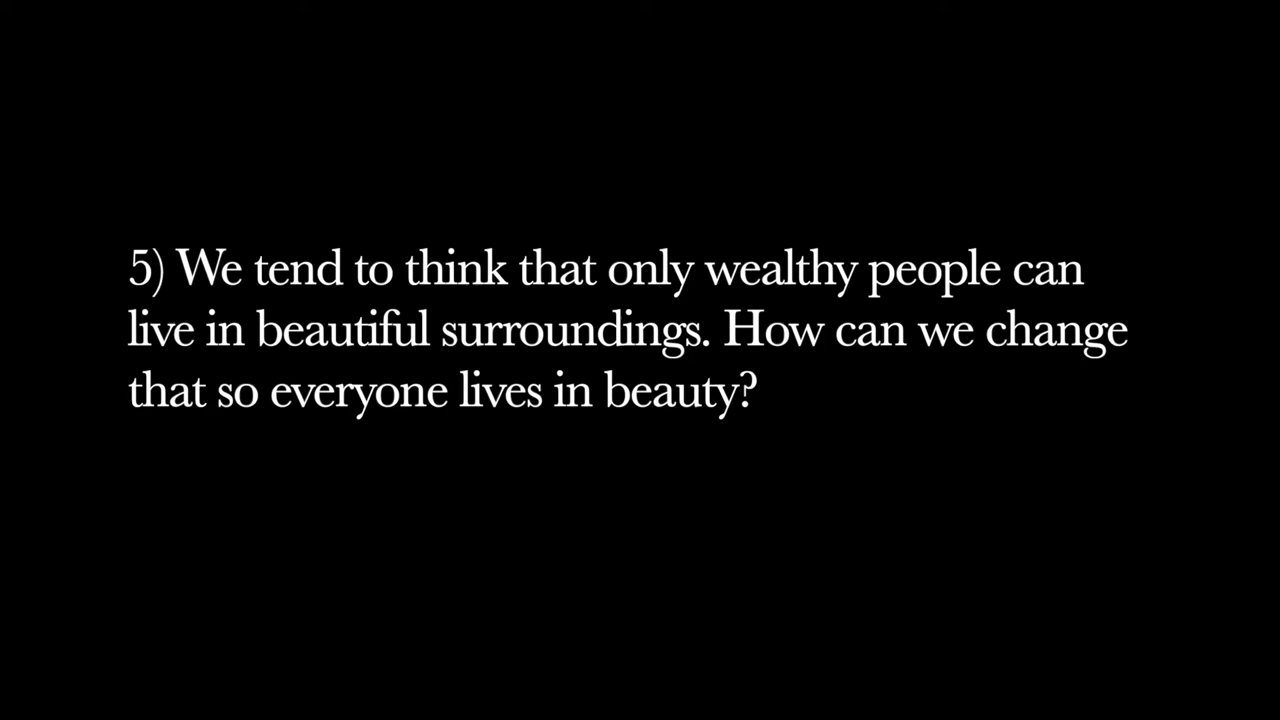 5) We tend to think that only wealthy people can
live in beautiful surroundings. How can we change
that so everyone lives in beauty?